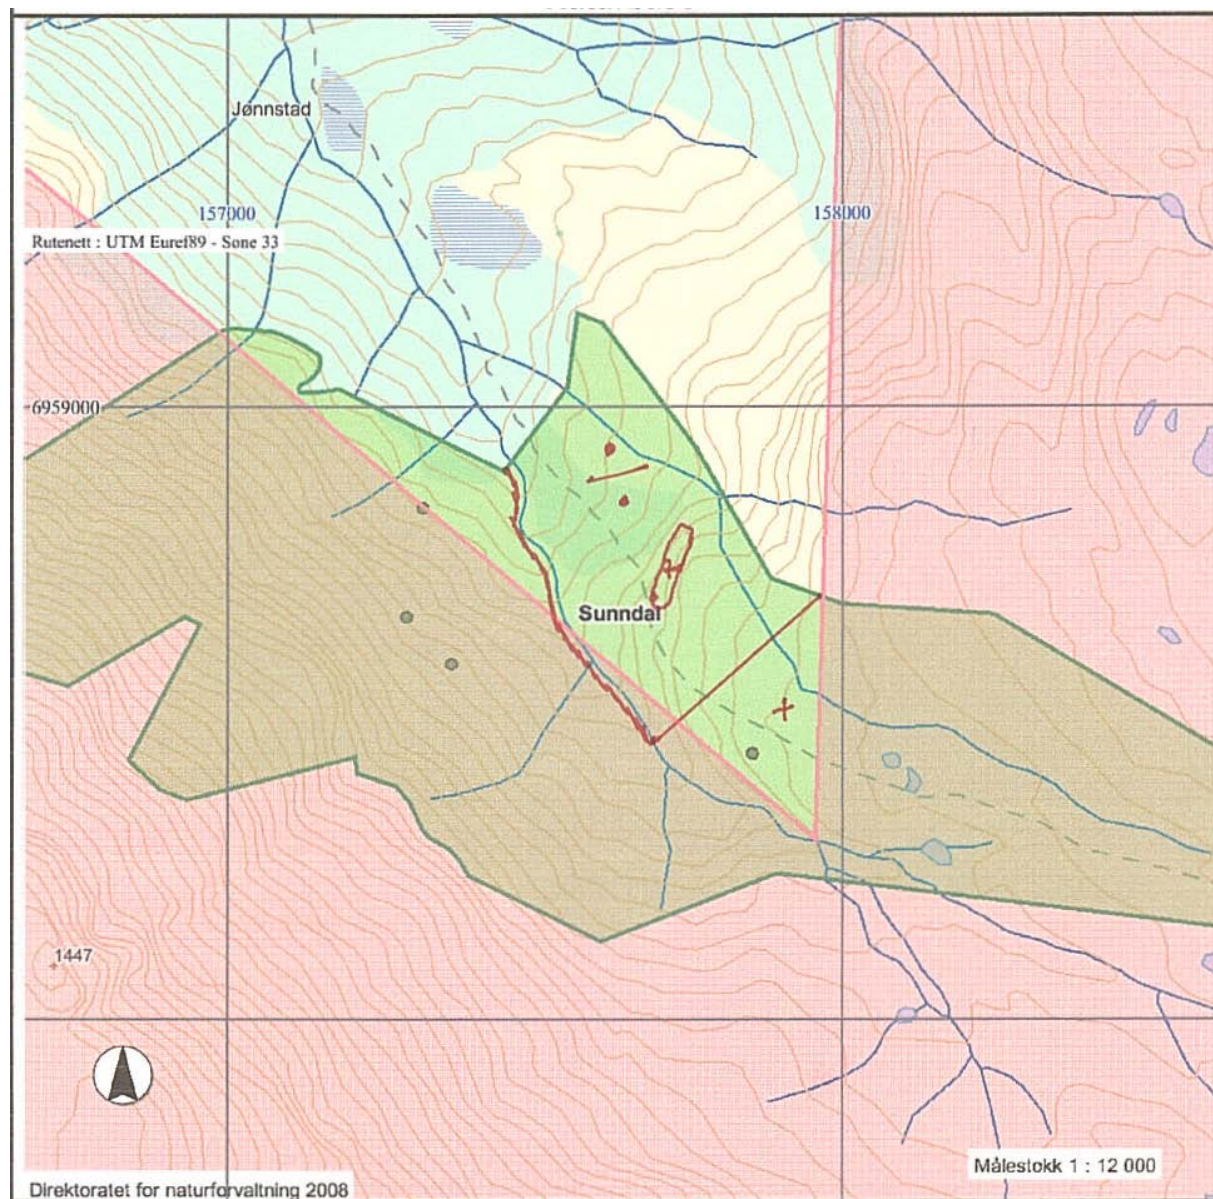 Jønnstad
157000
158000
Rutenett : UTM Euref89 - Sone 33
6959000
Sunndal
1447
Målestokk 1 : 12 000
Direktoratet for naturforvaltning 2008